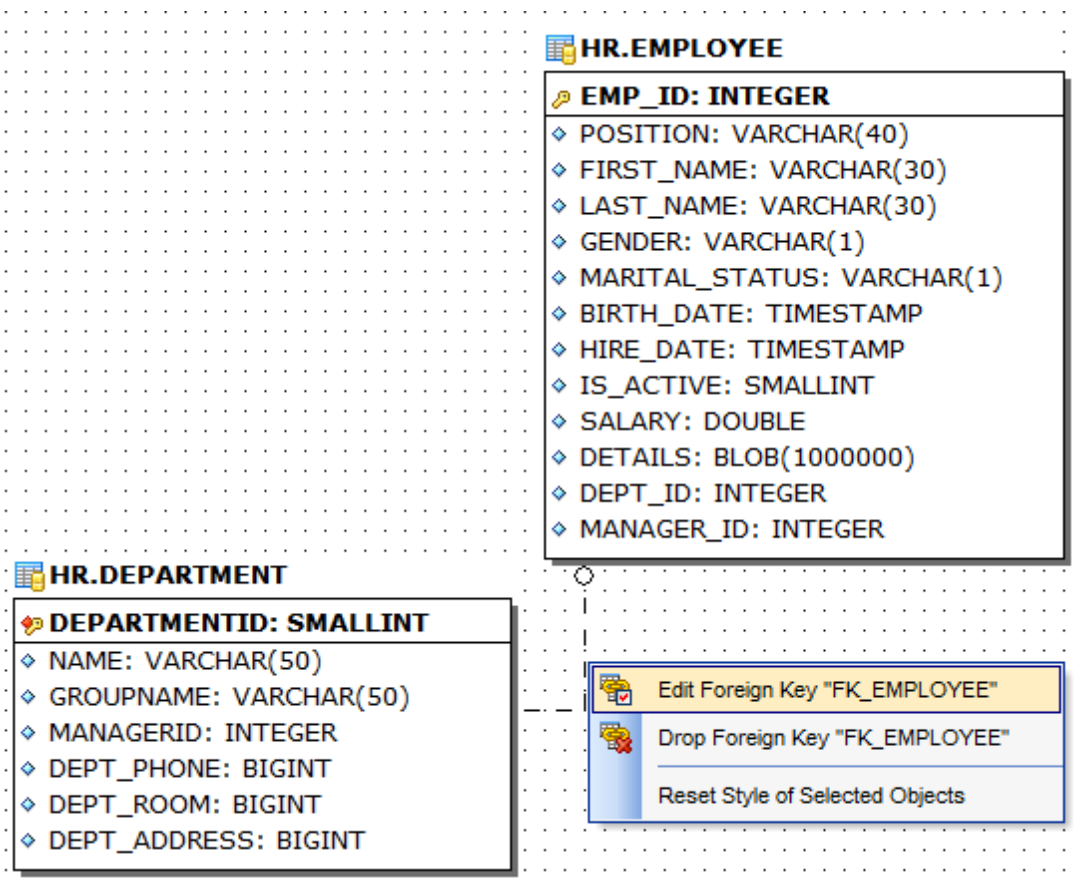 HR.EMPLOYEE
EMP_ID: INTEGER
POSITION: VARCHAR(40)
FIRST_NAME: VARCHAR(30)
LAST_NAME: VARCHAR(30)
GENDER: VARCHAR(1)
MARITAL_STATUS: VARCHAR(1)
BIRTH_DATE: TIMESTAMP
HIRE_DATE: TIMESTAMP
IS_ACTIVE: SMALLINT
SALARY: DOUBLE
DETAILS: BLOB(1000000)
DEPT_ID: INTEGER
MANAGER_ID: INTEGER
HR.DEPARTMENT
DEPARTMENTID: SMALLINT
NAME: VARCHAR(50)
GROUPNAME: VARCHAR(50)
MANAGERID: INTEGER
DEPT_PHONE: BIGINT
DEPT_ROOM: BIGINT
DEPT_ADDRESS: BIGINT
Edit Foreign Key "FK_EMPLOYEE"
Drop Foreign Key "FK_EMPLOYEE"
Reset Style of Selected Objects